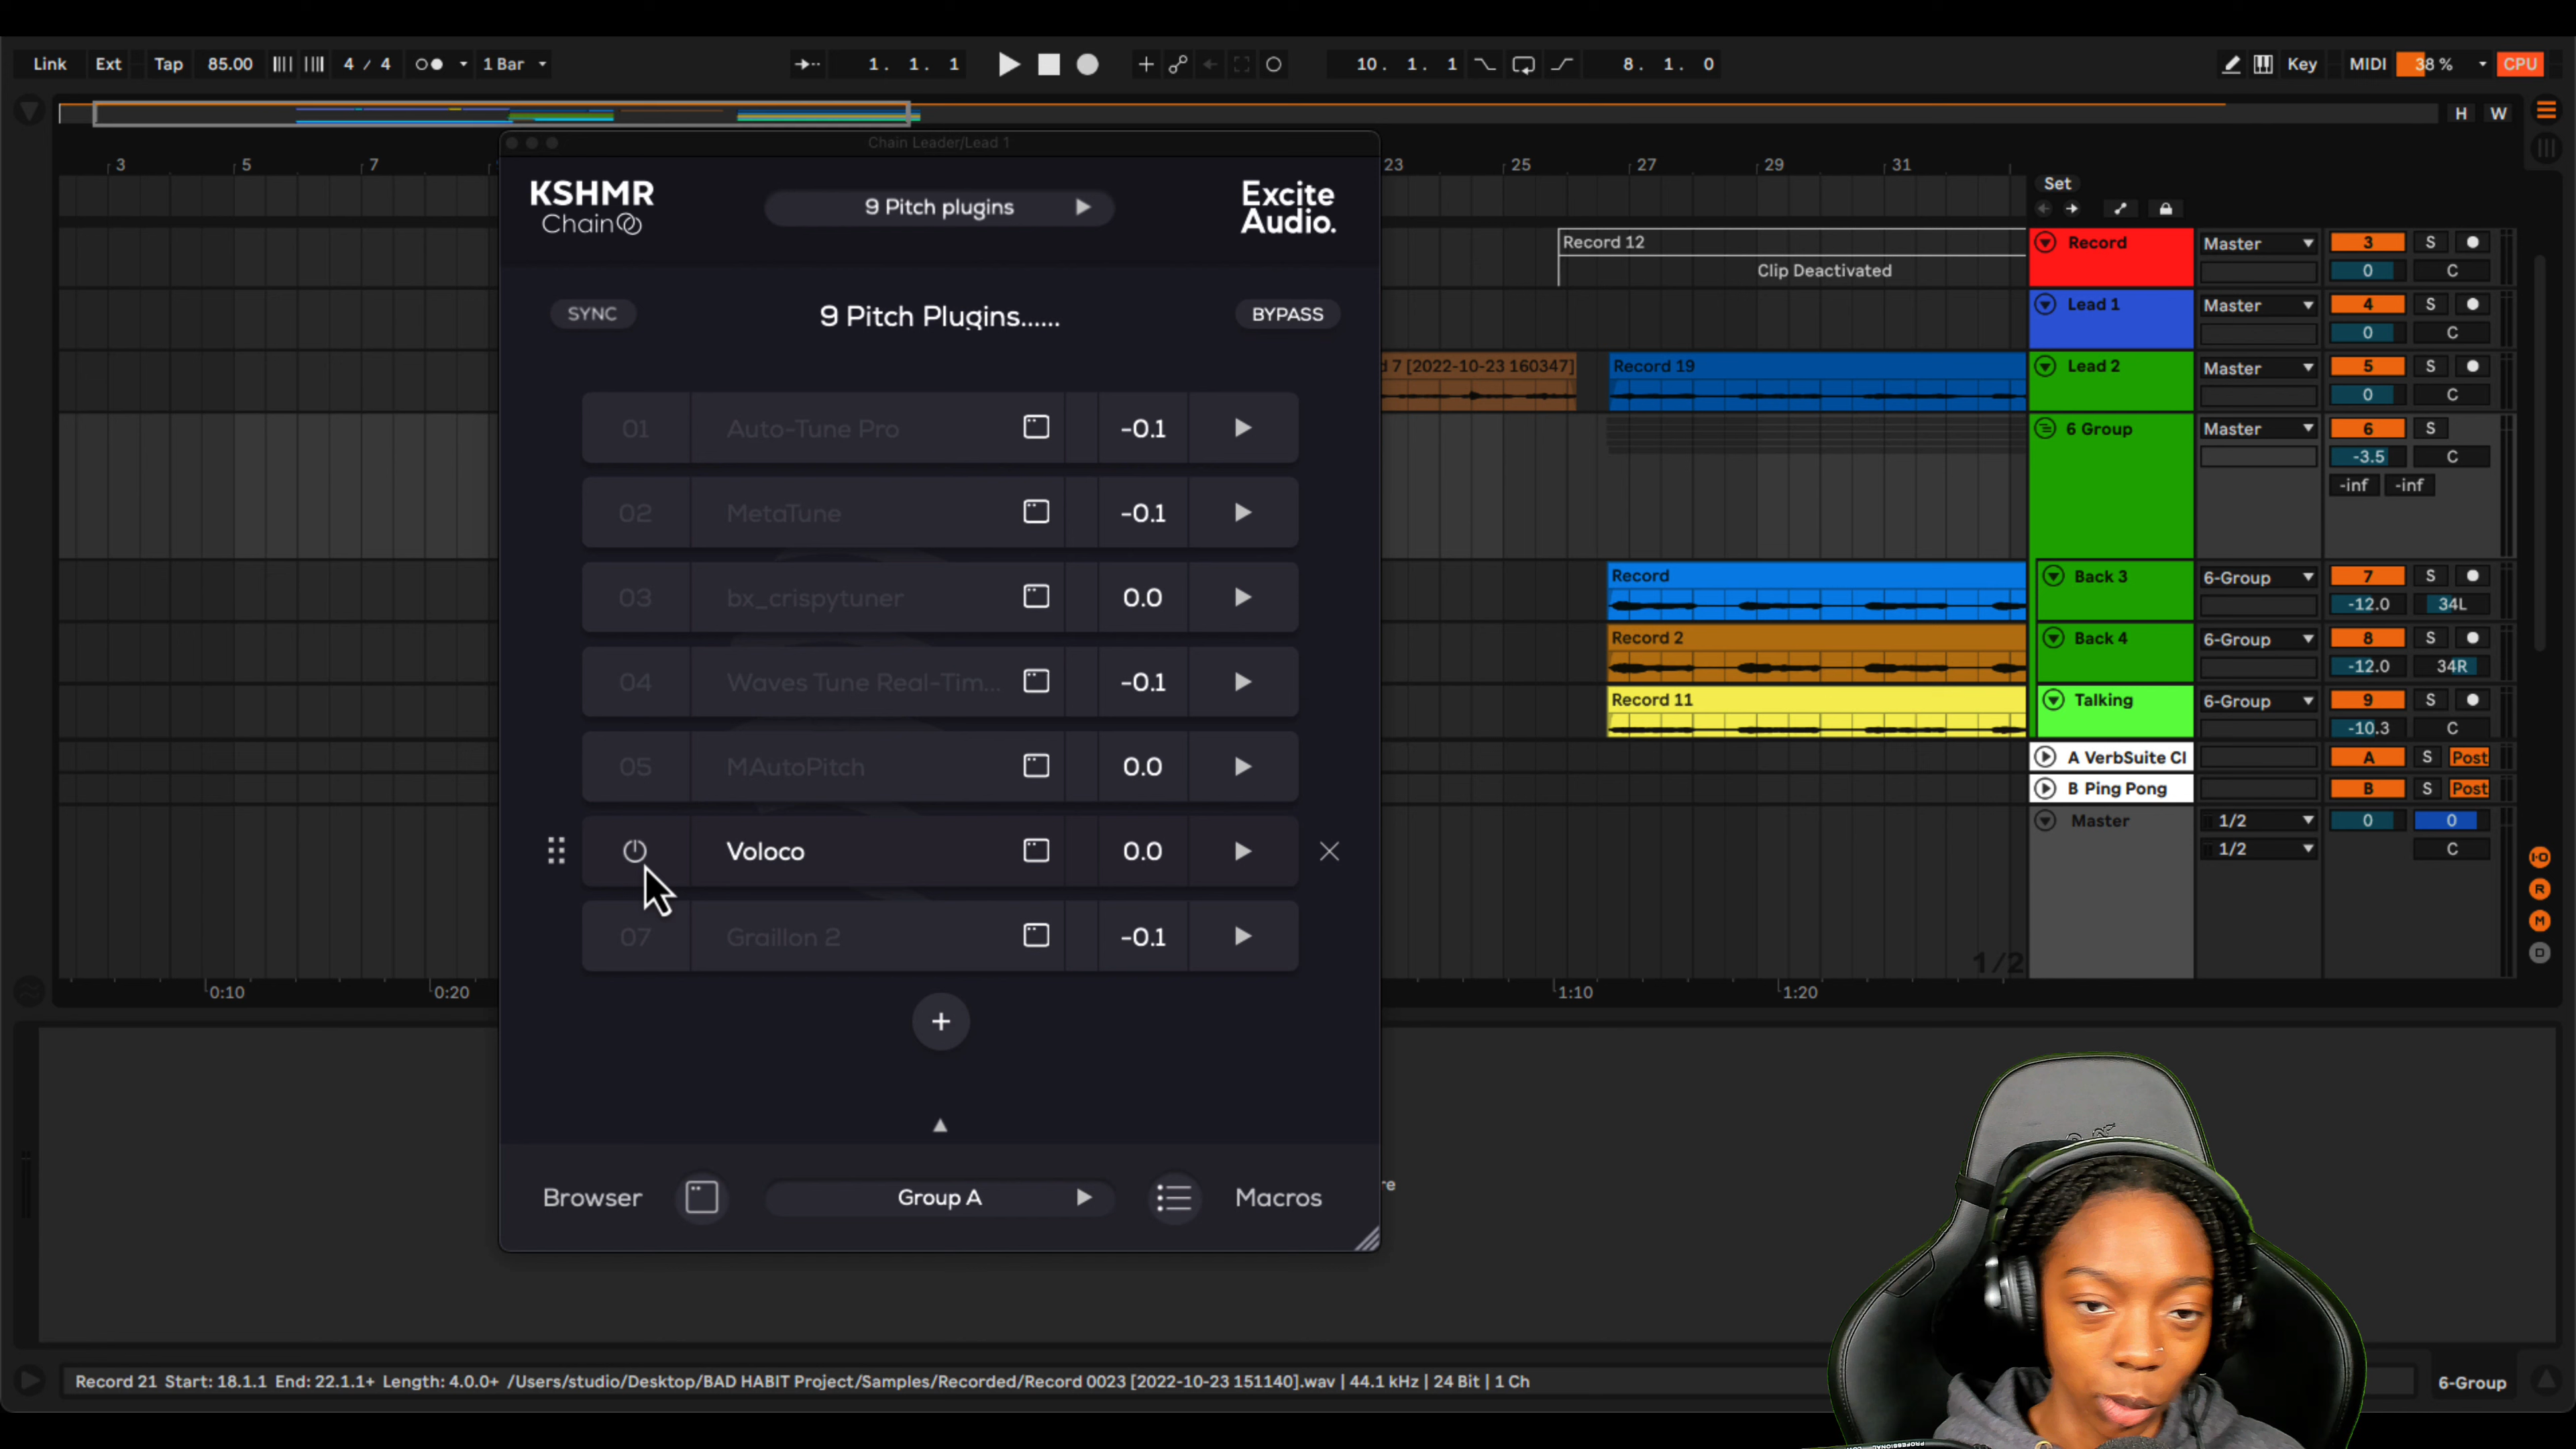 Link Ext Tap 85.00 4 / 4 1 Bar 1. 1. 1 10. 1. 1 8. 1. 0 Key MIDI 38 % CPU
H W
Chain Leader/Lead 1
3 5 7 23 25 27 29 31
KSHMR
Chain
9 Pitch plugins
Excite
Audio.
Set
Record 12
Clip Deactivated
Record Master 3 S
0 C
SYNC
9 Pitch Plugins......
BYPASS
Lead 1 Master 4 S
0 C
d 7 [2022-10-23 160347] Record 19
Lead 2 Master 5 S
0 C
01 Auto-Tune Pro -0.1
6 Group Master 6 S
-3.5 C
-inf -inf
02 MetaTune -0.1
03 bx_crispytuner 0.0
Record Back 3 6-Group 7 S
-12.0 34L
Record 2 Back 4 6-Group 8 S
-12.0 34R
04 Waves Tune Real-Tim... -0.1
Record 11 Talking 6-Group 9 S
-10.3 C
05 MAutoPitch 0.0
A VerbSuite Cl A S Post
B Ping Pong B S Post
Master 1/2 0 0
1/2 C
Voloco 0.0
I·O
R
M
D
07 Graillon 2 -0.1
1/2
0:10 0:20 1:10 1:20
+
Browser Group A Macros
re
Record 21 Start: 18.1.1 End: 22.1.1+ Length: 4.0.0+ /Users/studio/Desktop/BAD HABIT Project/Samples/Recorded/Record 0023 [2022-10-23 151140].wav | 44.1 kHz | 24 Bit | 1 Ch
6-Group